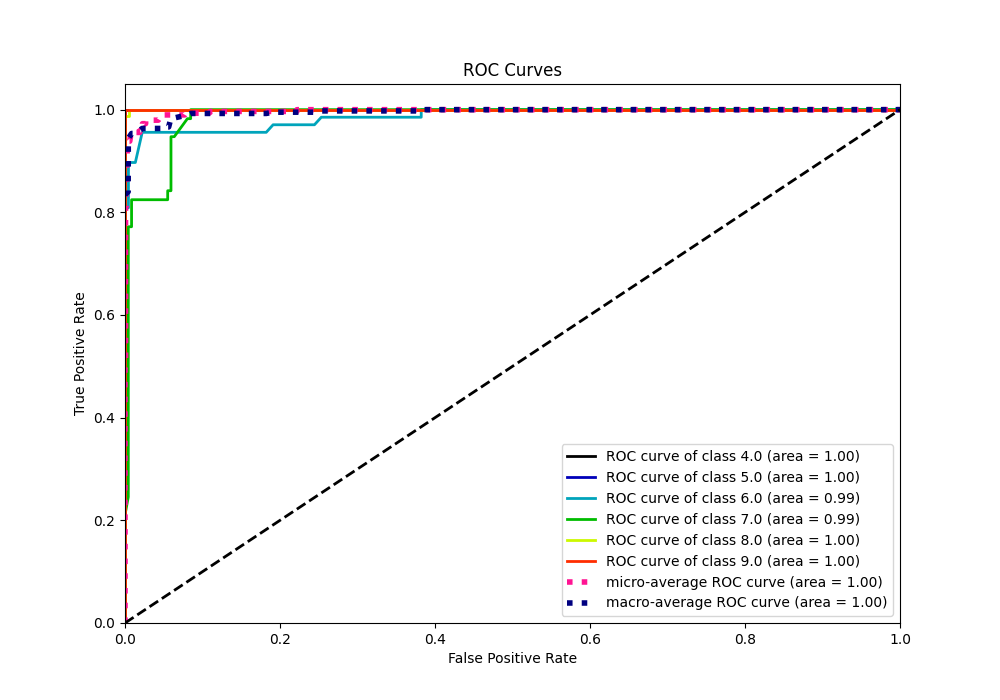 ROC Curves
True Positive Rate
1.0
0.8
0.6
0.4
0.2
0.0
ROC curve of class 4.0 (area = 1.00)
ROC curve of class 5.0 (area = 1.00)
ROC curve of class 6.0 (area = 0.99)
ROC curve of class 7.0 (area = 0.99)
ROC curve of class 8.0 (area = 1.00)
ROC curve of class 9.0 (area = 1.00)
micro-average ROC curve (area = 1.00)
macro-average ROC curve (area = 1.00)
0.0 0.2 0.4 0.6 0.8 1.0
False Positive Rate